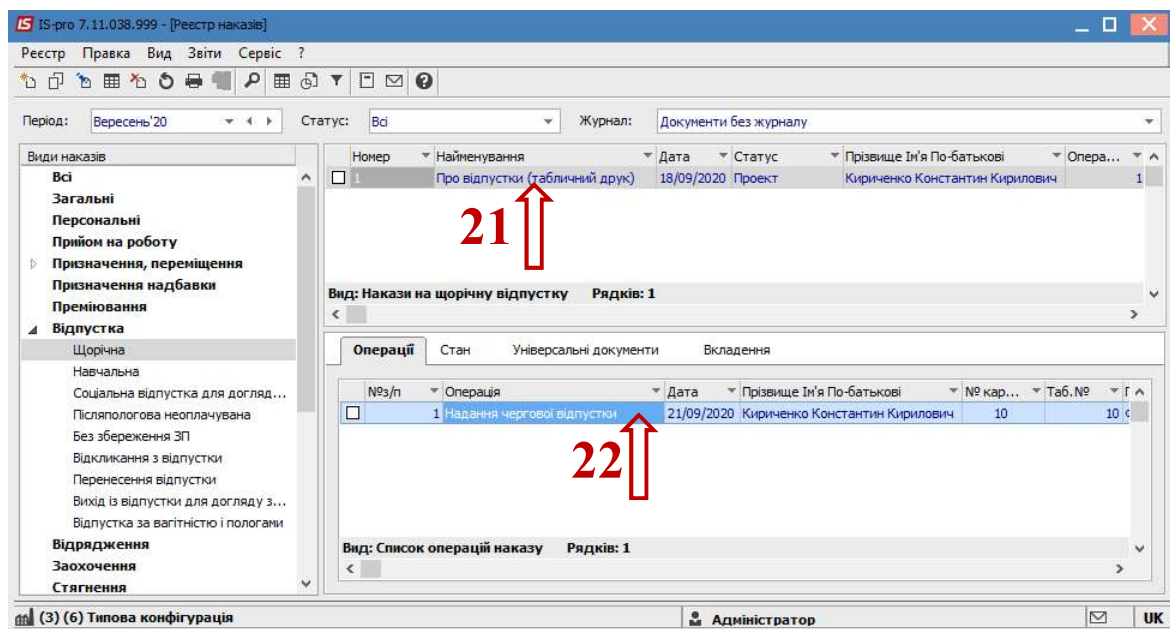 IS-pro 7.11.038.999 - [Реєстр наказів]
Реєстр Правка Вид Звіти Сервіс ?
Період: Вересень'20 Статус: Всі Журнал: Документи без журналу
Види наказів
Всі
Загальні
Персональні
Прийом на роботу
Призначення, переміщення
Призначення надбавки
Преміювання
Відпустка
Щорічна
Навчальна
Соціальна відпустка для догляд...
Післяпологова неоплачувана
Без збереження ЗП
Відкликання з відпустки
Перенесення відпустки
Вихід із відпустки для догляду з...
Відпустка за вагітністю і пологами
Відрядження
Заохочення
Стягнення
Номер Найменування Дата Статус Прізвище Ім'я По-батькові Опера...
1 Про відпустки (табличний друк) 18/09/2020 Проект Кириченко Константин Кирилович 1
21
Вид: Накази на щорічну відпустку Рядків: 1
Операції Стан Універсальні документи Вкладення
№з/п Операція Дата Прізвище Ім'я По-батькові № кар... Таб.№
1 Надання чергової відпустки 21/09/2020 Кириченко Константин Кирилович 10 10
22
Вид: Список операцій наказу Рядків: 1
(3) (6) Типова конфігурація Адміністратор UK